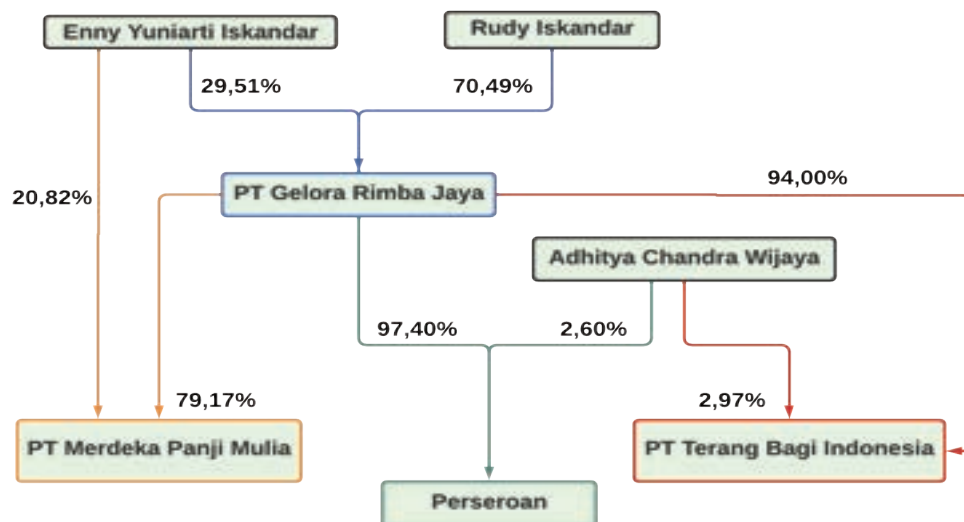 Enny Yuniarti Iskandar
Rudy Iskandar
29,51%
70,49%
20,82%
PT Gelora Rimba Jaya
94,00%
Adhitya Chandra Wijaya
97,40%
2,60%
79,17%
2,97%
PT Merdeka Panji Mulia
PT Terang Bagi Indonesia
Perseroan